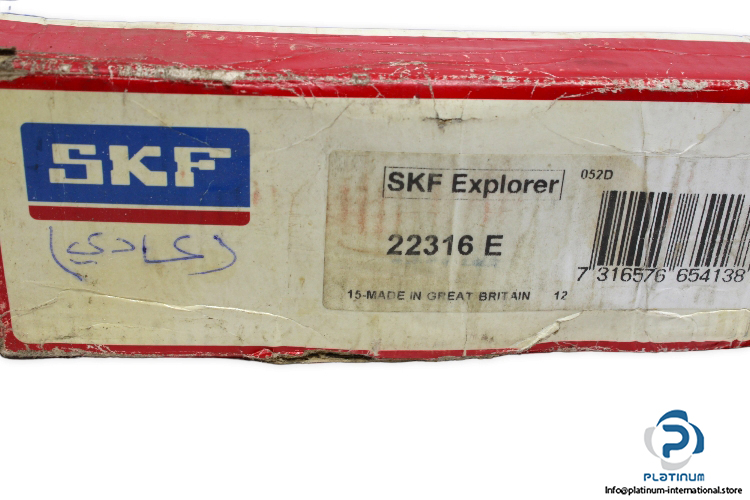 SKF
SKF Explorer
052D
22316 E
(عادي)
7 316576 654138
15-MADE IN GREAT BRITAIN 12
PLATINUM
Info@platinum-international.store